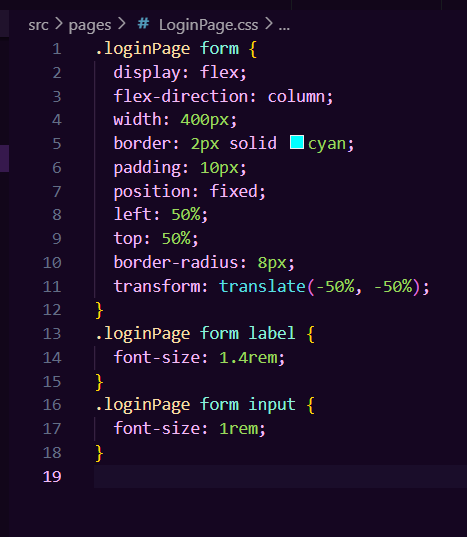 src > pages > # LoginPage.css > ...
1 .loginPage form {
2   display: flex;
3   flex-direction: column;
4   width: 400px;
5   border: 2px solid cyan;
6   padding: 10px;
7   position: fixed;
8   left: 50%;
9   top: 50%;
10   border-radius: 8px;
11   transform: translate(-50%, -50%);
12 }
13 .loginPage form label {
14   font-size: 1.4rem;
15 }
16 .loginPage form input {
17   font-size: 1rem;
18 }
19